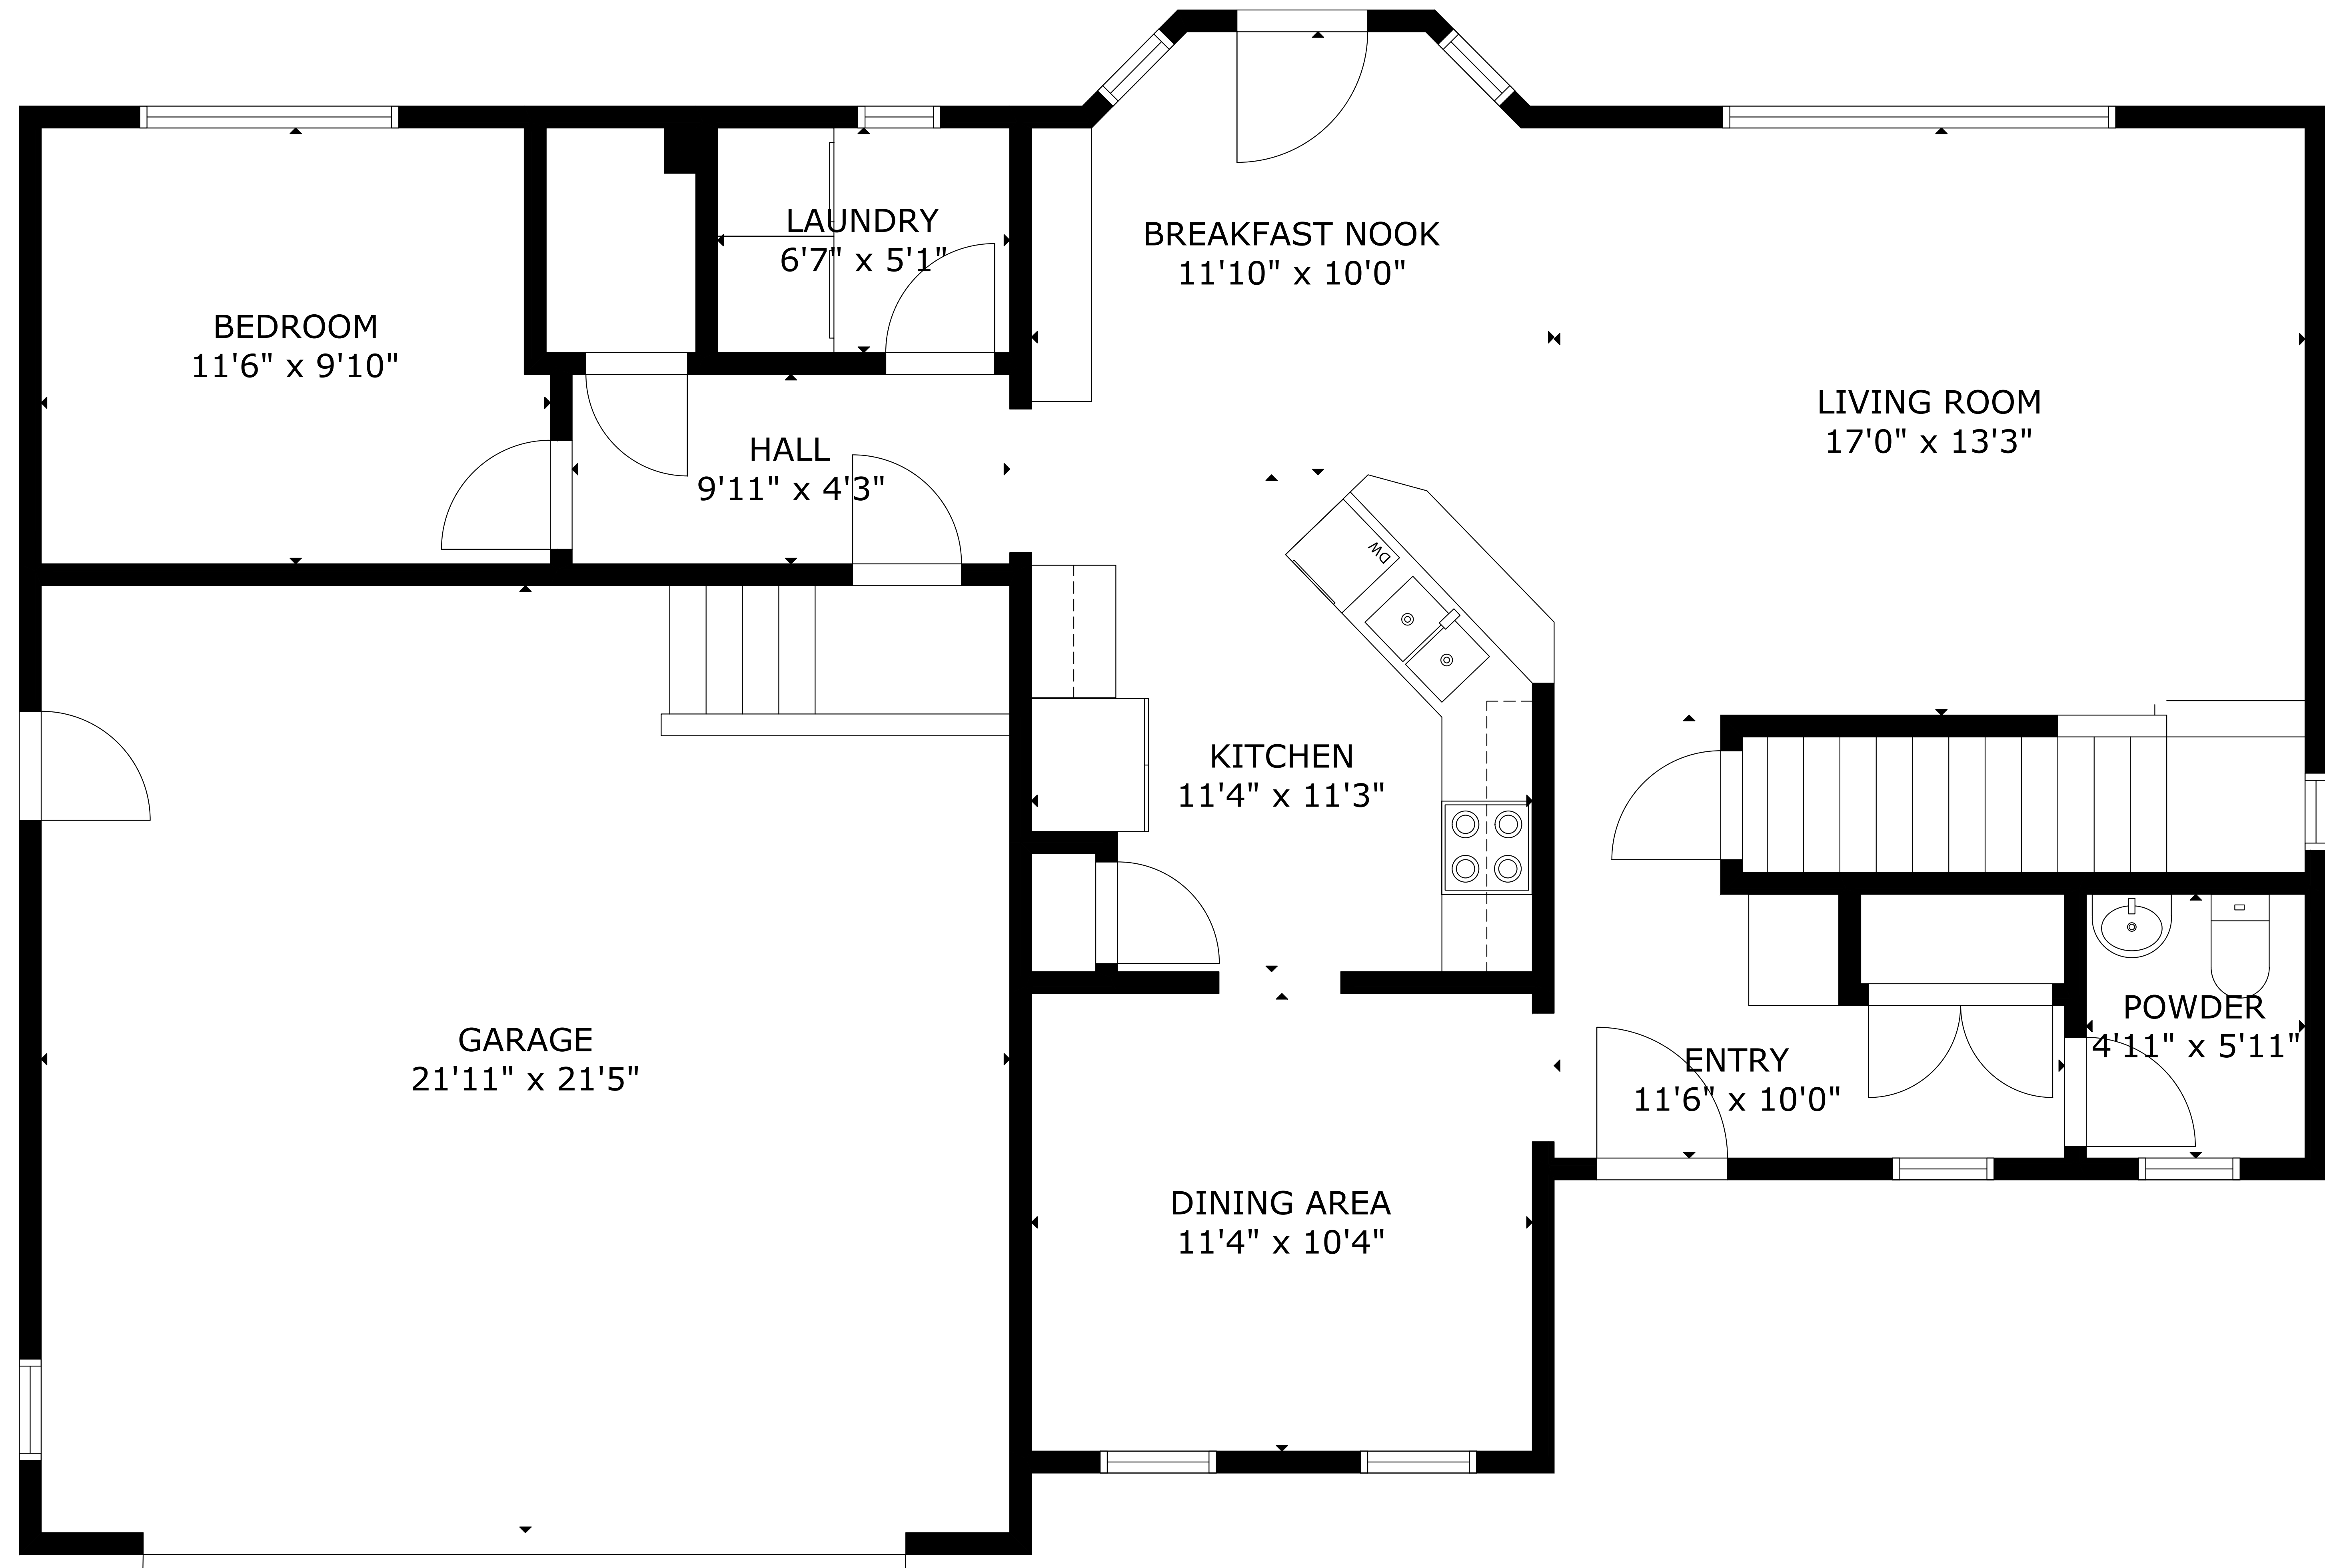 LAUNDRY
6'7" x 5'1"
BREAKFAST NOOK
11'10" x 10'0"
BEDROOM
11'6" x 9'10"
LIVING ROOM
17'0" x 13'3"
HALL
9'11" x 4'3"
DW
KITCHEN
11'4" x 11'3"
GARAGE
21'11" x 21'5"
POWDER
4'11" x 5'11"
ENTRY
11'6" x 10'0"
DINING AREA
11'4" x 10'4"